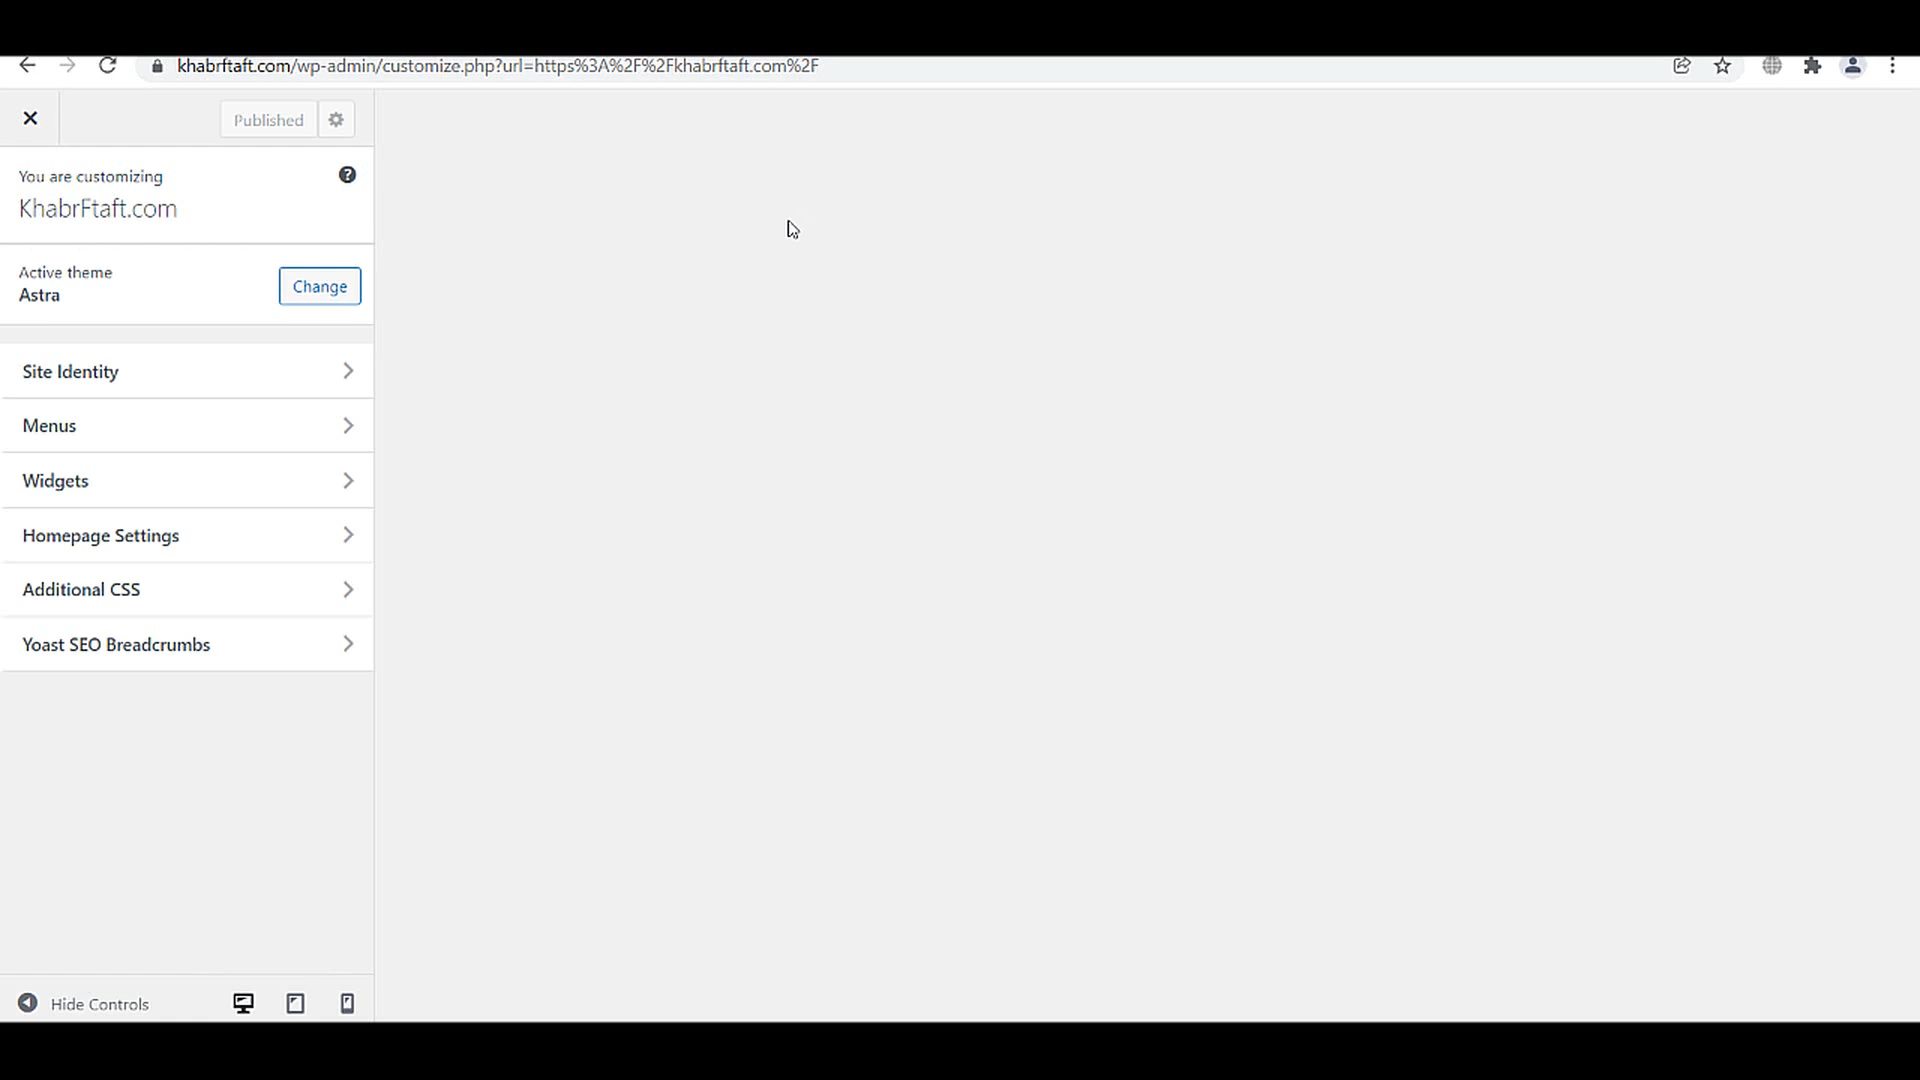 khabrftaft.com/wp-admin/customize.php?url=https%3A%2F%2Fkhabrftaft.com%2F
Published
You are customizing
KhabrFtaft.com
Active theme
Astra
Change
Site Identity
Menus
Widgets
Homepage Settings
Additional CSS
Yoast SEO Breadcrumbs
Hide Controls